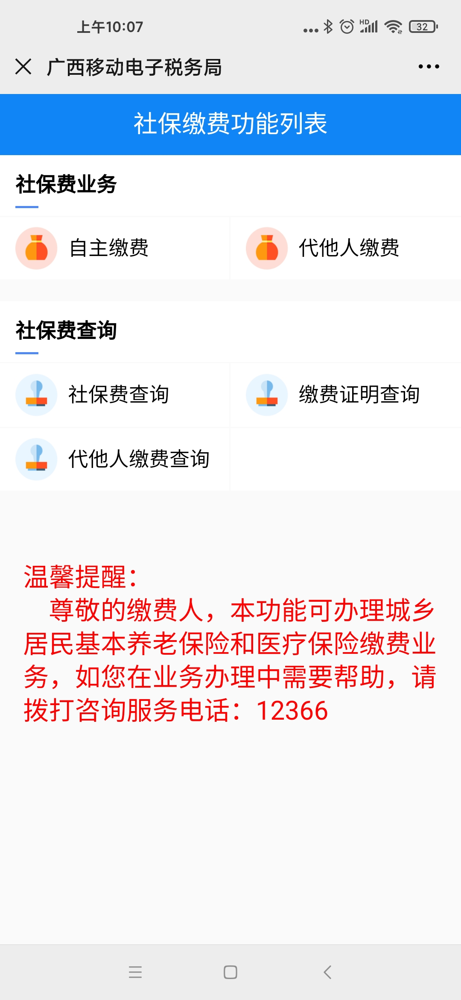 上午10:07
HD
32
广西移动电子税务局
社保缴费功能列表
社保费业务
自主缴费
代他人缴费
社保费查询
社保费查询
缴费证明查询
代他人缴费查询
温馨提醒：
尊敬的缴费人，本功能可办理城乡
居民基本养老保险和医疗保险缴费业
务，如您在业务办理中需要帮助，请
拨打咨询服务电话：12366